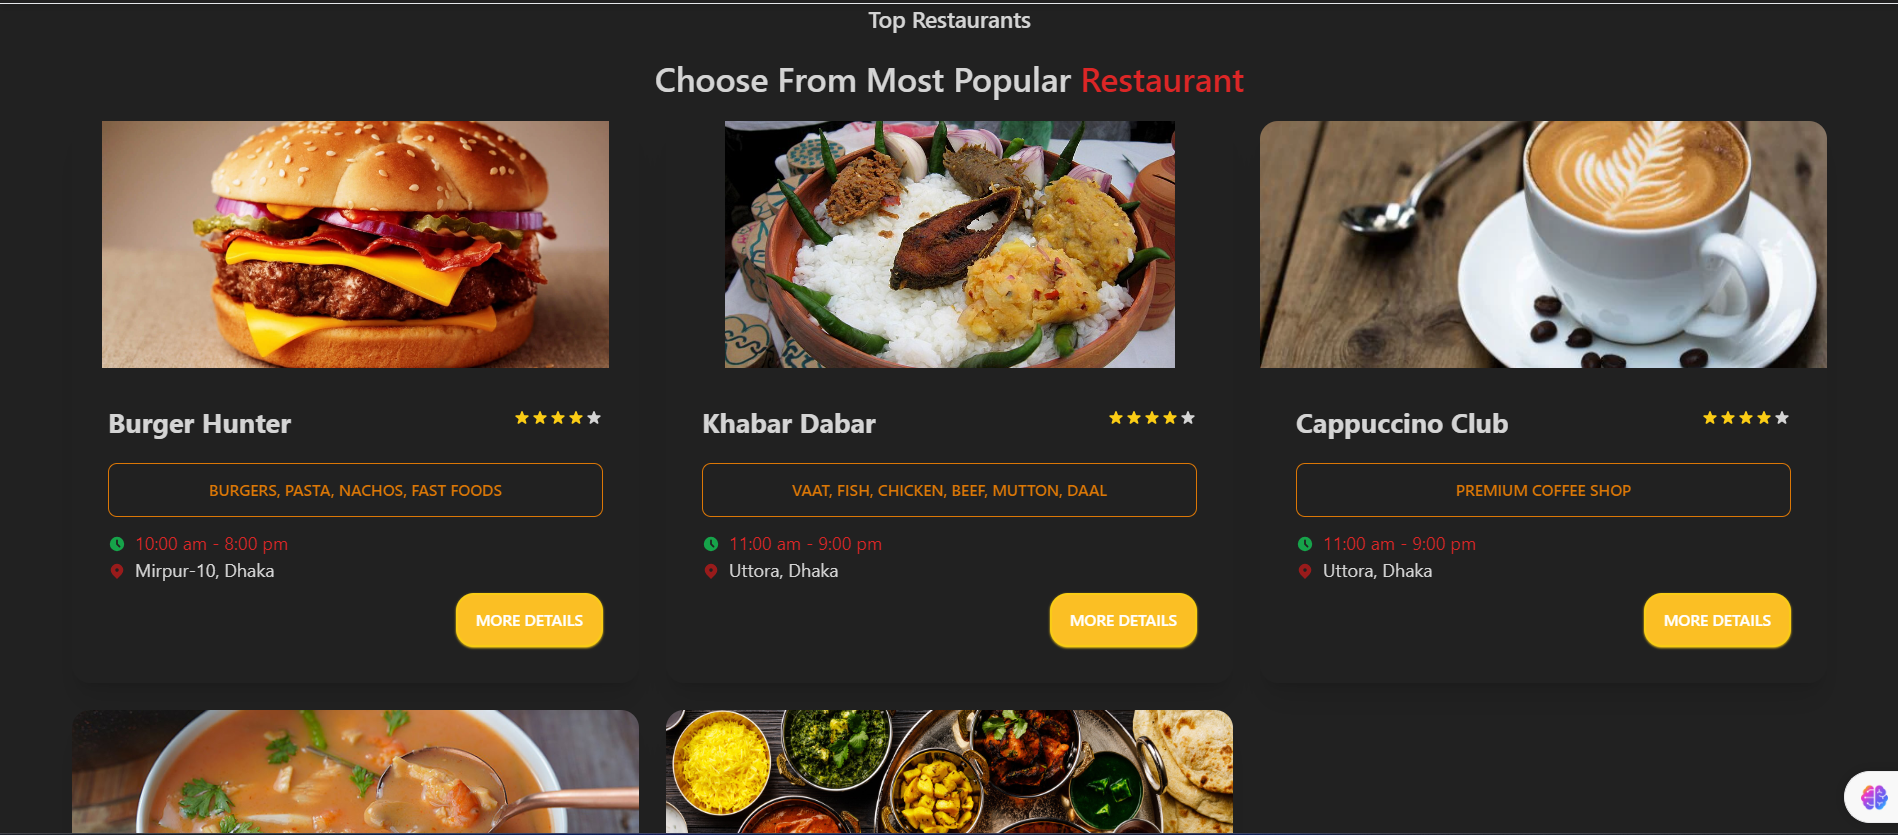 Top Restaurants
Choose From Most Popular Restaurant
Burger Hunter
BURGERS, PASTA, NACHOS, FAST FOODS
10:00 am - 8:00 pm
Mirpur-10, Dhaka
MORE DETAILS
Khabar Dabar
VAAT, FISH, CHICKEN, BEEF, MUTTON, DAAL
11:00 am - 9:00 pm
Uttora, Dhaka
MORE DETAILS
Cappuccino Club
PREMIUM COFFEE SHOP
11:00 am - 9:00 pm
Uttora, Dhaka
MORE DETAILS